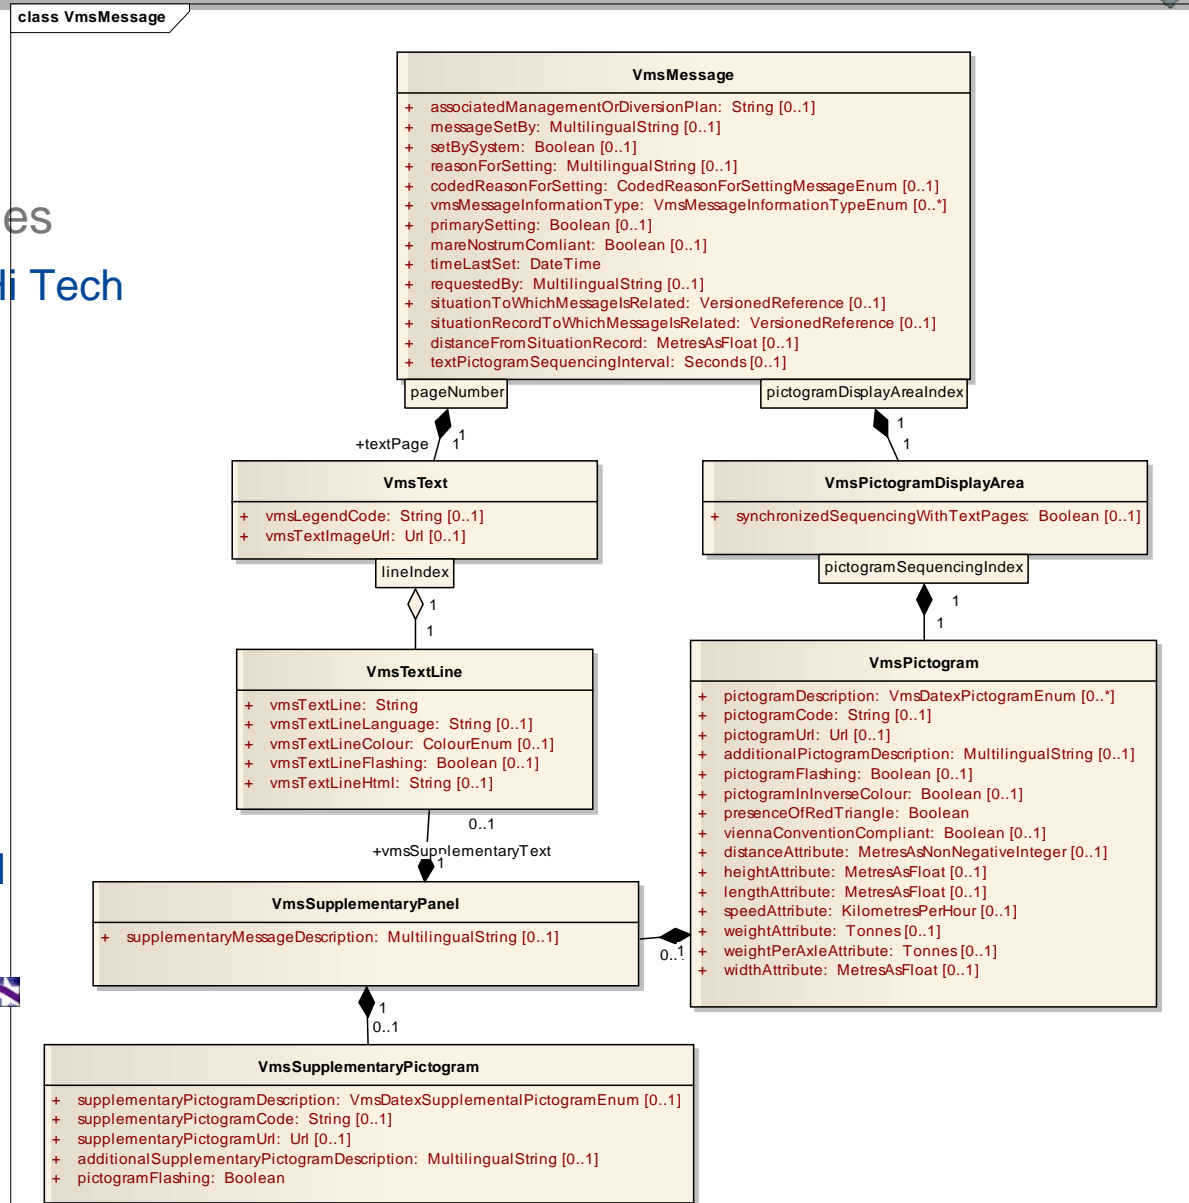 class VmsMessage
es
Hi Tech
VmsMessage
+ associatedManagementOrDiversionPlan: String [0..1]
+ messageSetBy: MultilingualString [0..1]
+ setBySystem: Boolean [0..1]
+ reasonForSetting: MultilingualString [0..1]
+ codedReasonForSetting: CodedReasonForSettingMessageEnum [0..1]
+ vmsMessageInformationType: VmsMessageInformationTypeEnum [0..*]
+ primarySetting: Boolean [0..1]
+ mareNostrumComliant: Boolean [0..1]
+ timeLastSet: DateTime
+ requestedBy: MultilingualString [0..1]
+ situationToWhichMessageIsRelated: VersionedReference [0..1]
+ situationRecordToWhichMessageIsRelated: VersionedReference [0..1]
+ distanceFromSituationRecord: MetresAsFloat [0..1]
+ textPictogramSequencingInterval: Seconds [0..1]
pageNumber
pictogramDisplayAreaIndex
+textPage 1 1
1
1
VmsText
+ vmsLegendCode: String [0..1]
+ vmsTextImageUrl: Url [0..1]
lineIndex
1
1
VmsPictogramDisplayArea
+ synchronizedSequencingWithTextPages: Boolean [0..1]
pictogramSequencingIndex
1
1
VmsTextLine
+ vmsTextLine: String
+ vmsTextLineLanguage: String [0..1]
+ vmsTextLineColour: ColourEnum [0..1]
+ vmsTextLineFlashing: Boolean [0..1]
+ vmsTextLineHtml: String [0..1]
0..1
+vmsSupplementaryText
1
VmsPictogram
+ pictogramDescription: VmsDatexPictogramEnum [0..*]
+ pictogramCode: String [0..1]
+ pictogramUrl: Url [0..1]
+ additionalPictogramDescription: MultilingualString [0..1]
+ pictogramFlashing: Boolean [0..1]
+ pictogramInInverseColour: Boolean [0..1]
+ presenceOfRedTriangle: Boolean
+ viennaConventionCompliant: Boolean [0..1]
+ distanceAttribute: MetresAsNonNegativeInteger [0..1]
+ heightAttribute: MetresAsFloat [0..1]
+ lengthAttribute: MetresAsFloat [0..1]
+ speedAttribute: KilometresPerHour [0..1]
+ weightAttribute: Tonnes [0..1]
+ weightPerAxleAttribute: Tonnes [0..1]
+ widthAttribute: MetresAsFloat [0..1]
VmsSupplementaryPanel
+ supplementaryMessageDescription: MultilingualString [0..1]
0..1 1
1
0..1
VmsSupplementaryPictogram
+ supplementaryPictogramDescription: VmsDatexSupplementalPictogramEnum [0..1]
+ supplementaryPictogramCode: String [0..1]
+ supplementaryPictogramUrl: Url [0..1]
+ additionalSupplementaryPictogramDescription: MultilingualString [0..1]
+ pictogramFlashing: Boolean